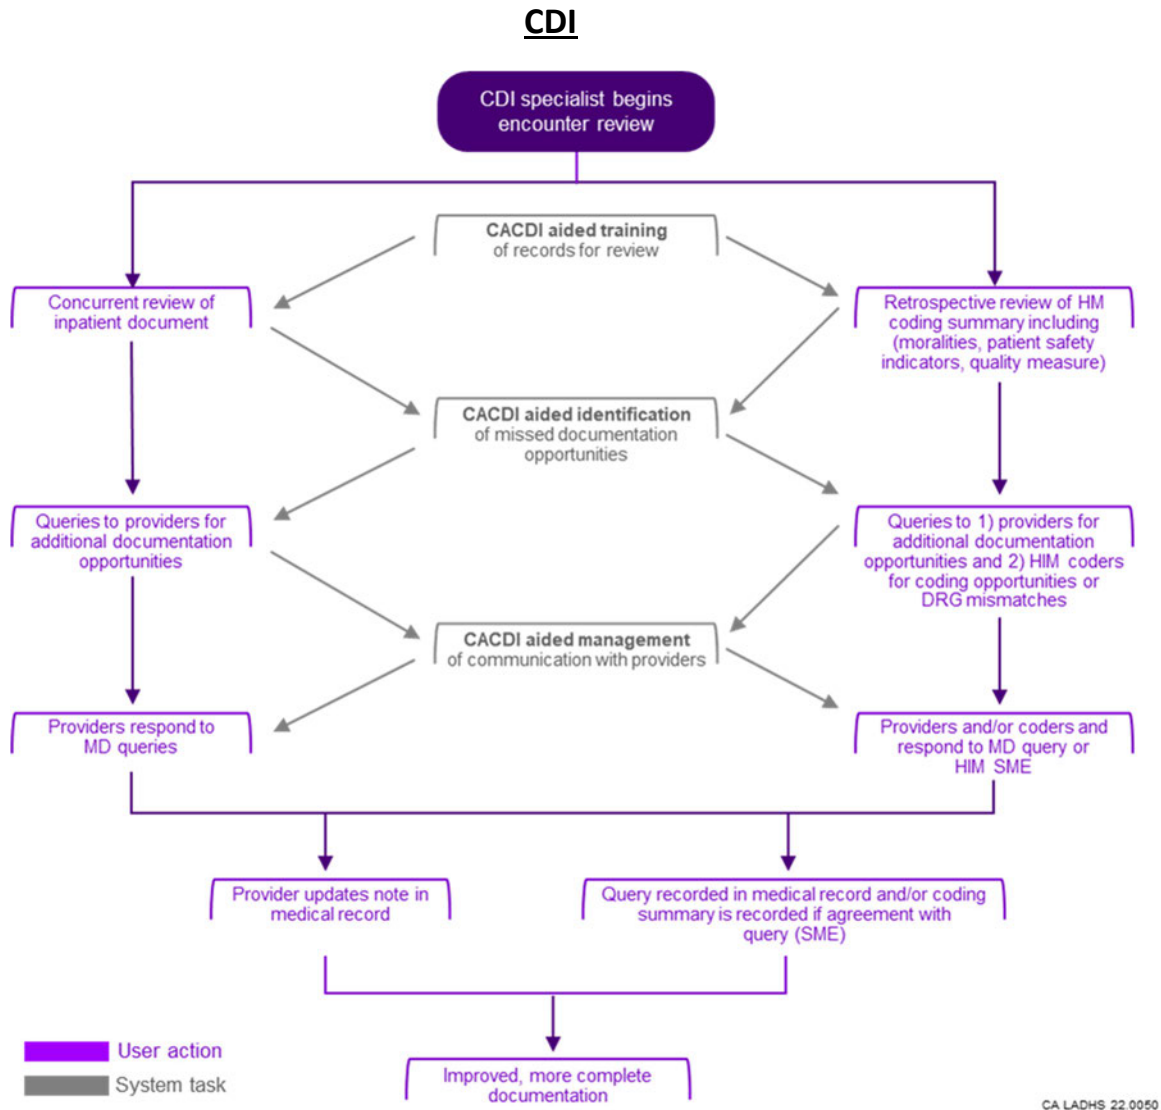 CDI
CDI specialist begins
encounter review
CACDI aided training
of records for review
Concurrent review of
inpatient document
Retrospective review of HM
coding summary including
(moralities, patient safety
indicators, quality measure)
CACDI aided identification
of missed documentation
opportunities
Queries to providers for
additional documentation
opportunities
Queries to 1) providers for
additional documentation
opportunities and 2) HIM coders
for coding opportunities or
DRG mismatches
CACDI aided management
of communication with providers
Providers respond to
MD queries
Providers and/or coders and
respond to MD query or
HIM SME
Provider updates note in
medical record
Query recorded in medical record and/or coding
summary is recorded if agreement with
query (SME)
Improved, more complete
documentation
User action
System task
CA LADHS 22.0050